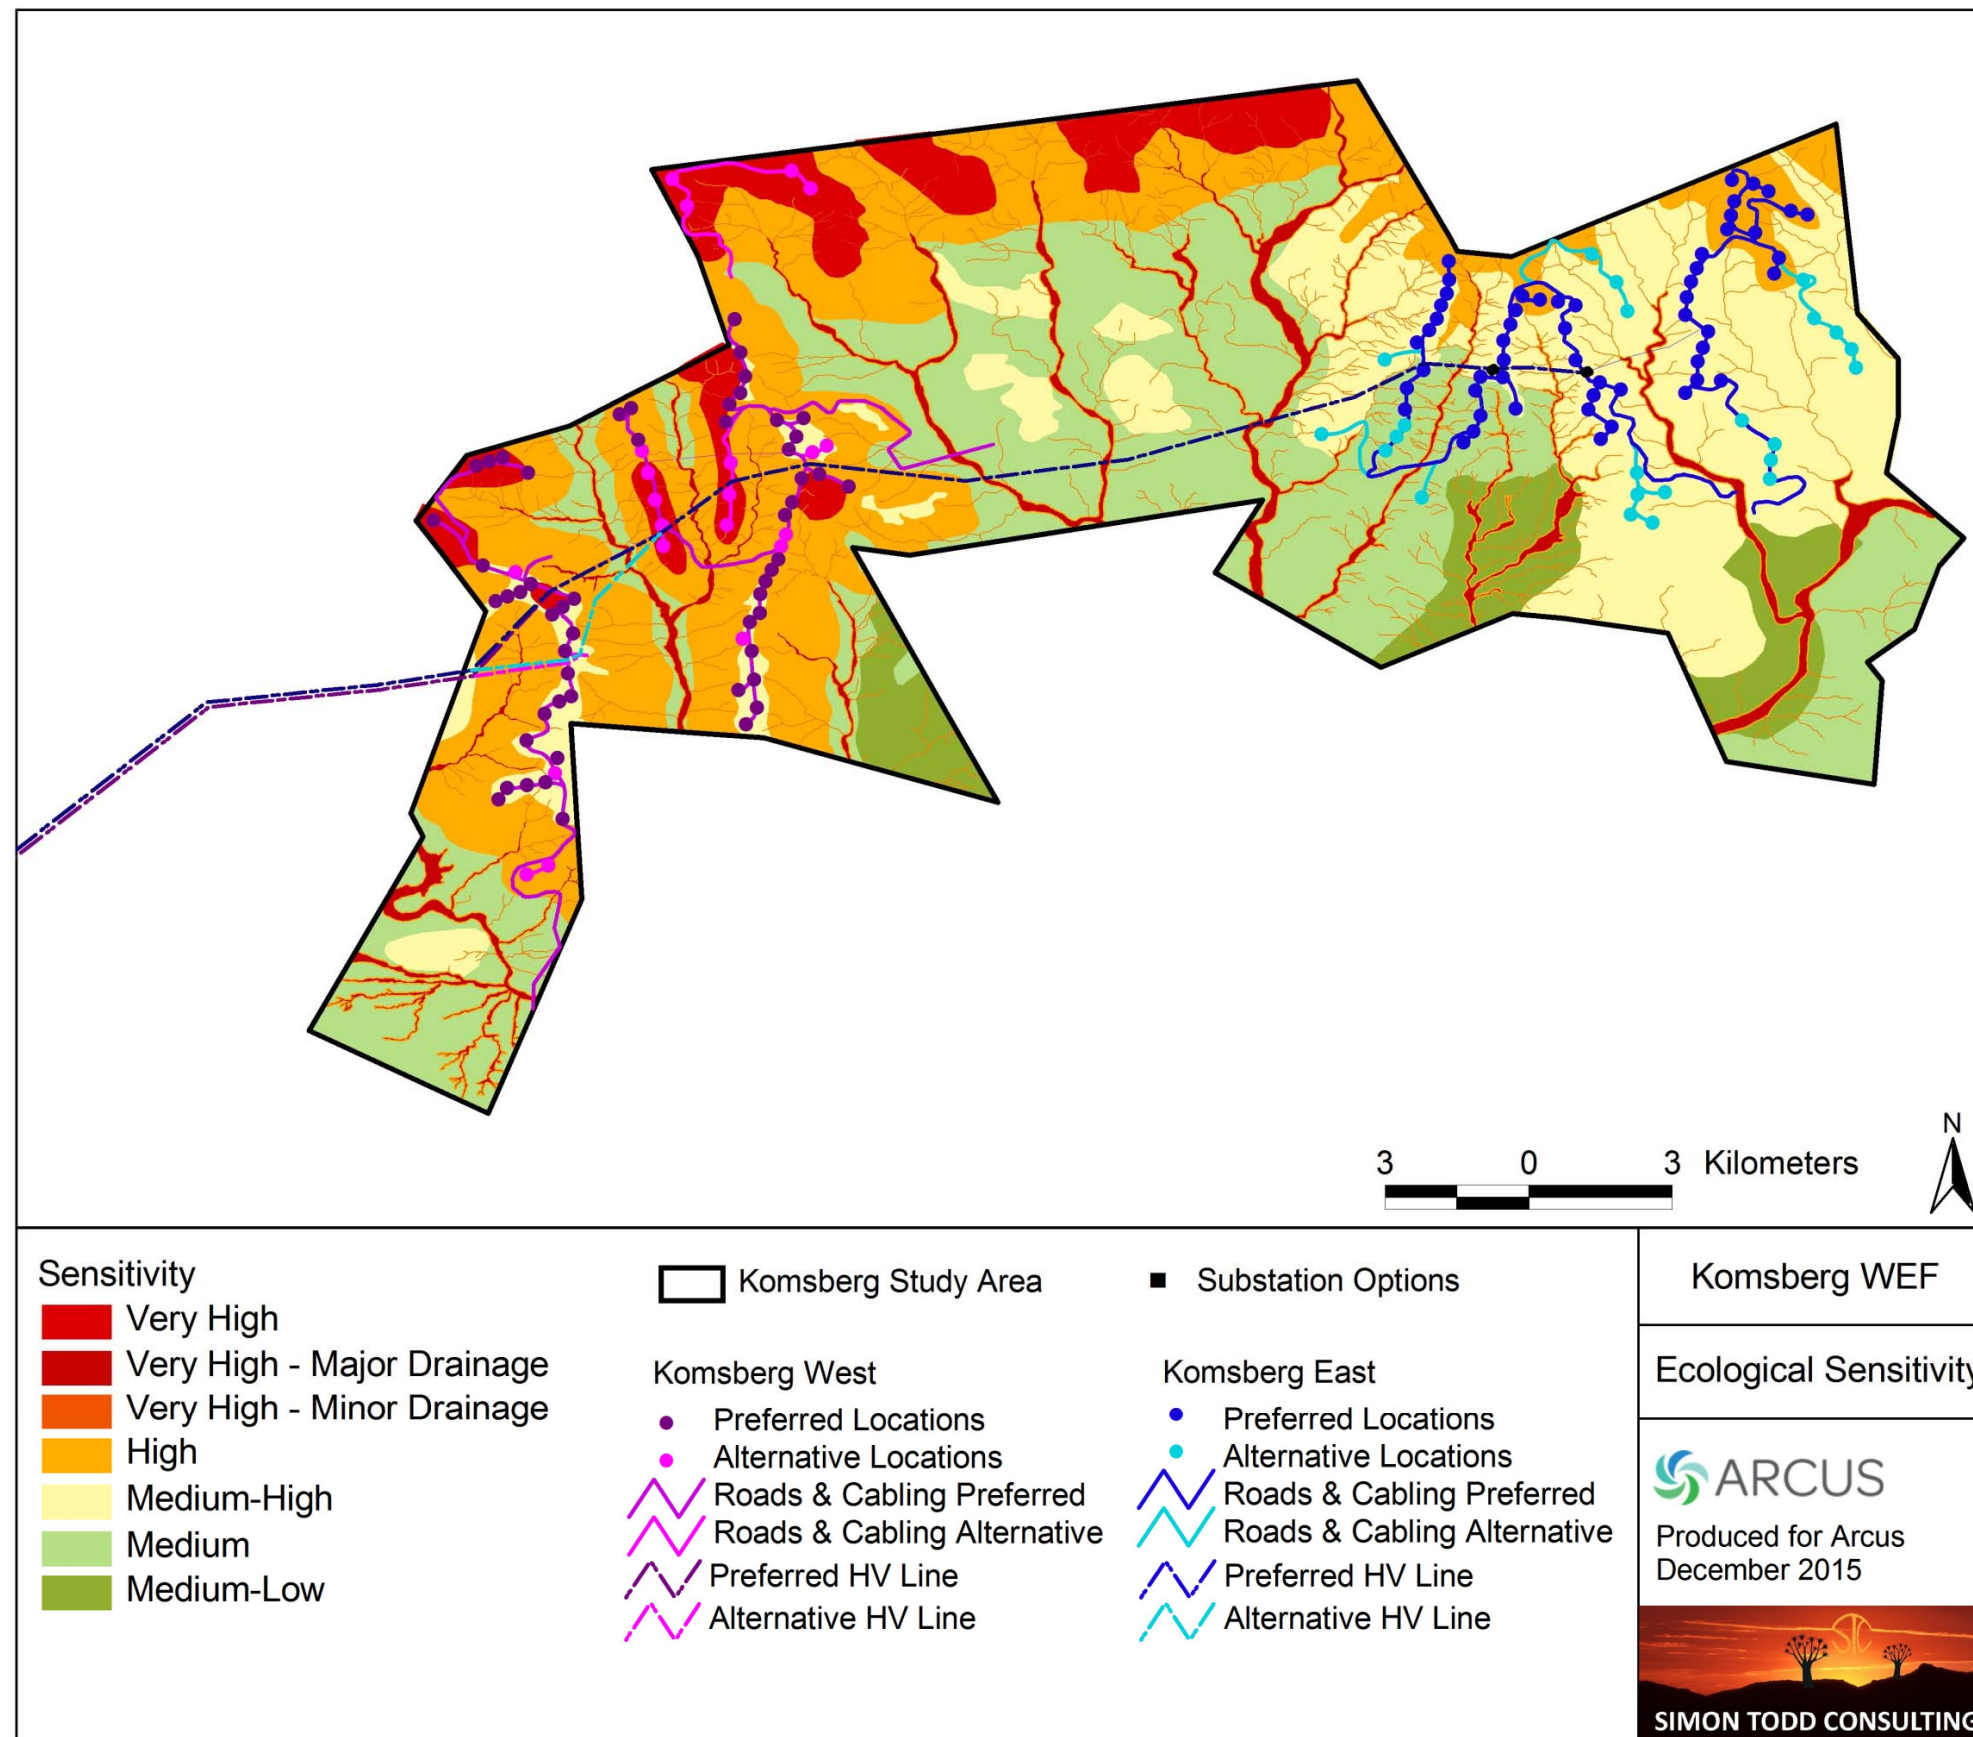 N
3 0 3 Kilometers
Sensitivity
Very High
Very High - Major Drainage
Very High - Minor Drainage
High
Medium-High
Medium
Medium-Low
Komsberg Study Area
Substation Options
Komsberg West
Preferred Locations
Alternative Locations
Roads & Cabling Preferred
Roads & Cabling Alternative
Preferred HV Line
Alternative HV Line
Komsberg East
Preferred Locations
Alternative Locations
Roads & Cabling Preferred
Roads & Cabling Alternative
Preferred HV Line
Alternative HV Line
Komsberg WEF
Ecological Sensitivity
ARCUS
Produced for Arcus
December 2015
SIMON TODD CONSULTING